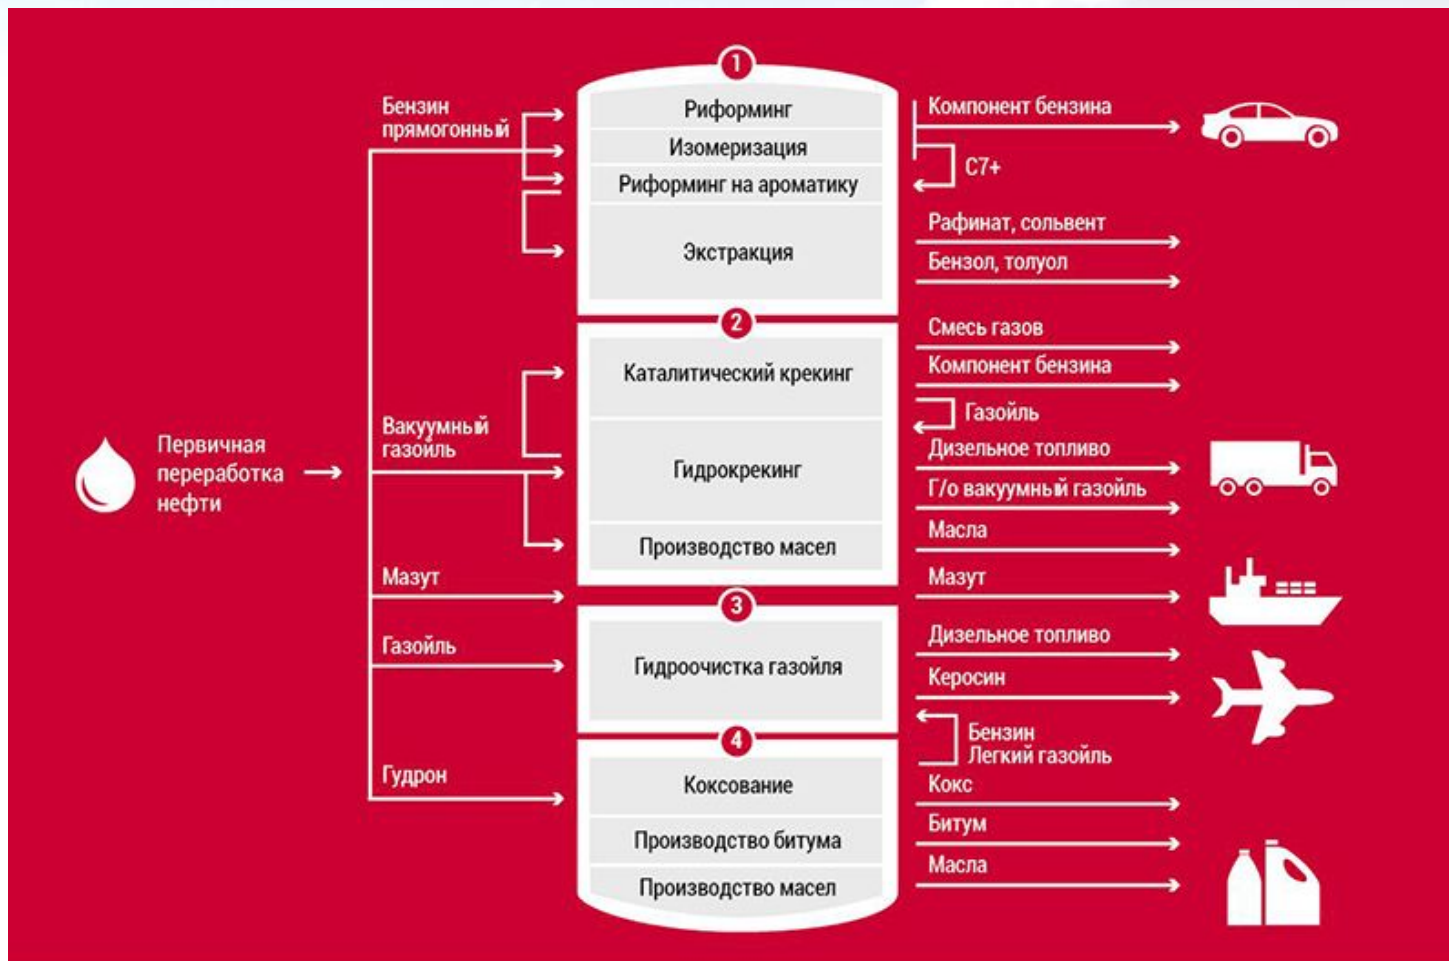 Первичная
переработка
нефти
Бензин
прямогонный
Вакуумный
газойль
Мазут
Газойль
Гудрон
1
Риформинг
Изомеризация
Риформинг на ароматику
Экстракция
2
Каталитический крекинг
Гидрокрекинг
Производство масел
3
Гидроочистка газойля
4
Коксование
Производство битума
Производство масел
Компонент бензина
С7+
Рафинат, сольвент
Бензол, толуол
Смесь газов
Компонент бензина
Газойль
Дизельное топливо
Г/о вакуумный газойль
Масла
Мазут
Дизельное топливо
Керосин
Бензин
Легкий газойль
Кокс
Битум
Масла